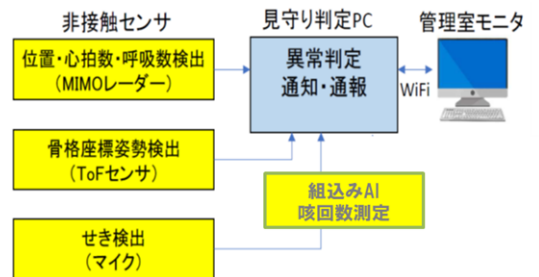 非接触センサ
見守り判定PC
管理室モニタ
位置・心拍数・呼吸数検出
(MIMOレーダー)
異常判定
通知・通報
WiFi
骨格座標姿勢検出
(ToFセンサ)
組込みAI
咳回数測定
せき検出
(マイク)